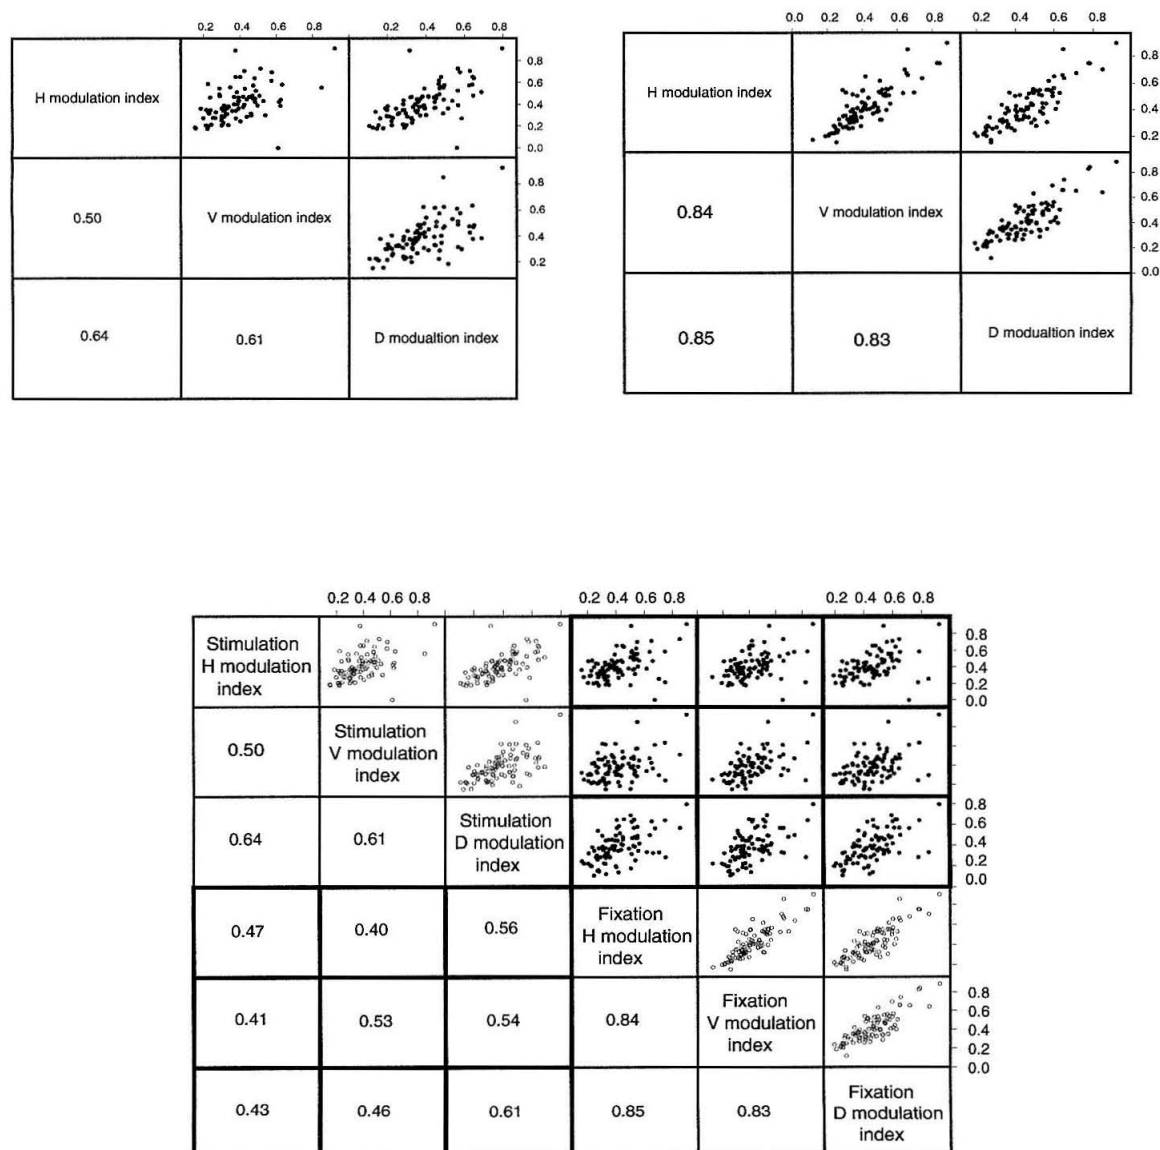 0.2 0.4 0.6 0.8 0.2 0.4 0.6 0.8
H modulation index
0.8
0.6
0.4
0.2
0.0
0.50 V modulation index
0.8
0.6
0.4
0.2
0.64 0.61 D modualtion index
0.0 0.2 0.4 0.6 0.8 0.2 0.4 0.6 0.8
H modulation index
0.8
0.6
0.4
0.2
0.84 V modulation index
0.8
0.6
0.4
0.2
0.0
0.85 0.83 D modualtion index
0.2 0.4 0.6 0.8 0.2 0.4 0.6 0.8 0.2 0.4 0.6 0.8
Stimulation
H modulation
index
0.8
0.6
0.4
0.2
0.0
0.50
Stimulation
V modulation
index
0.64 0.61
Stimulation
D modulation
index
0.8
0.6
0.4
0.2
0.0
0.47 0.40 0.56
Fixation
H modulation
index
0.41 0.53 0.54 0.84
Fixation
V modulation
index
0.8
0.6
0.4
0.2
0.0
0.43 0.46 0.61 0.85 0.83
Fixation
D modulation
index